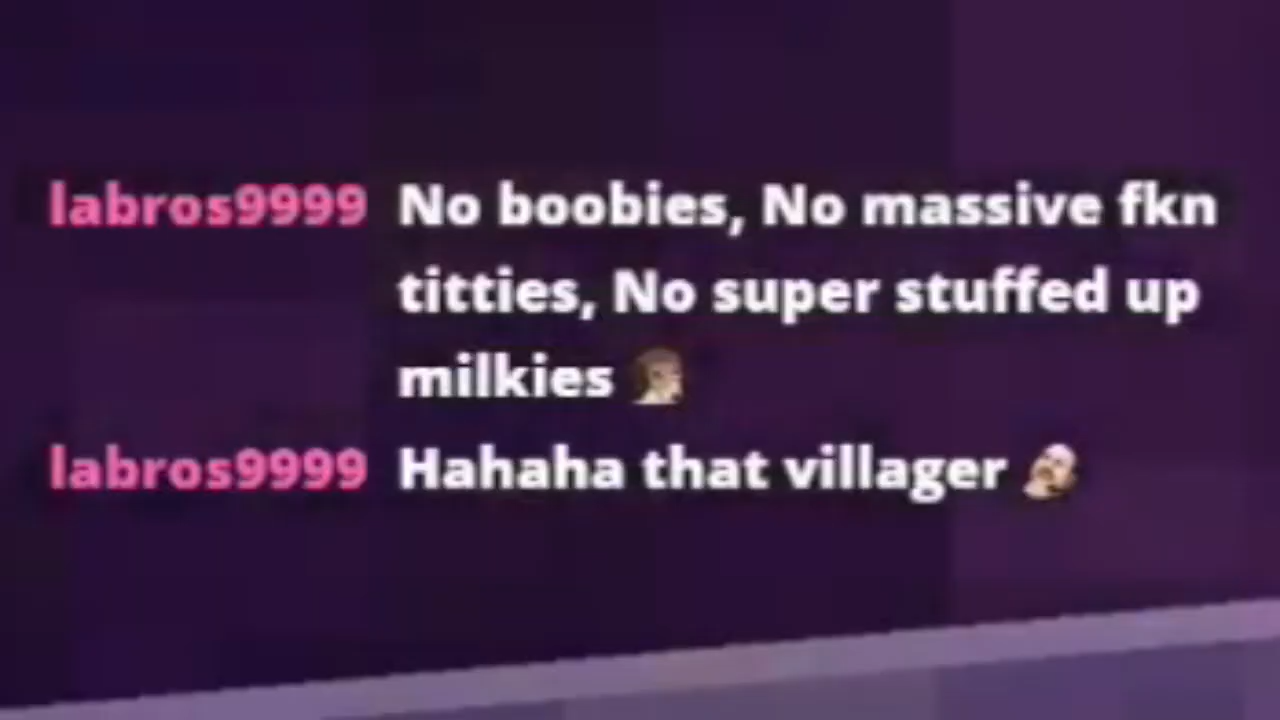 labros9999 No boobies, No massive fkn
titties, No super stuffed up
milkies
labros9999 Hahaha that villager